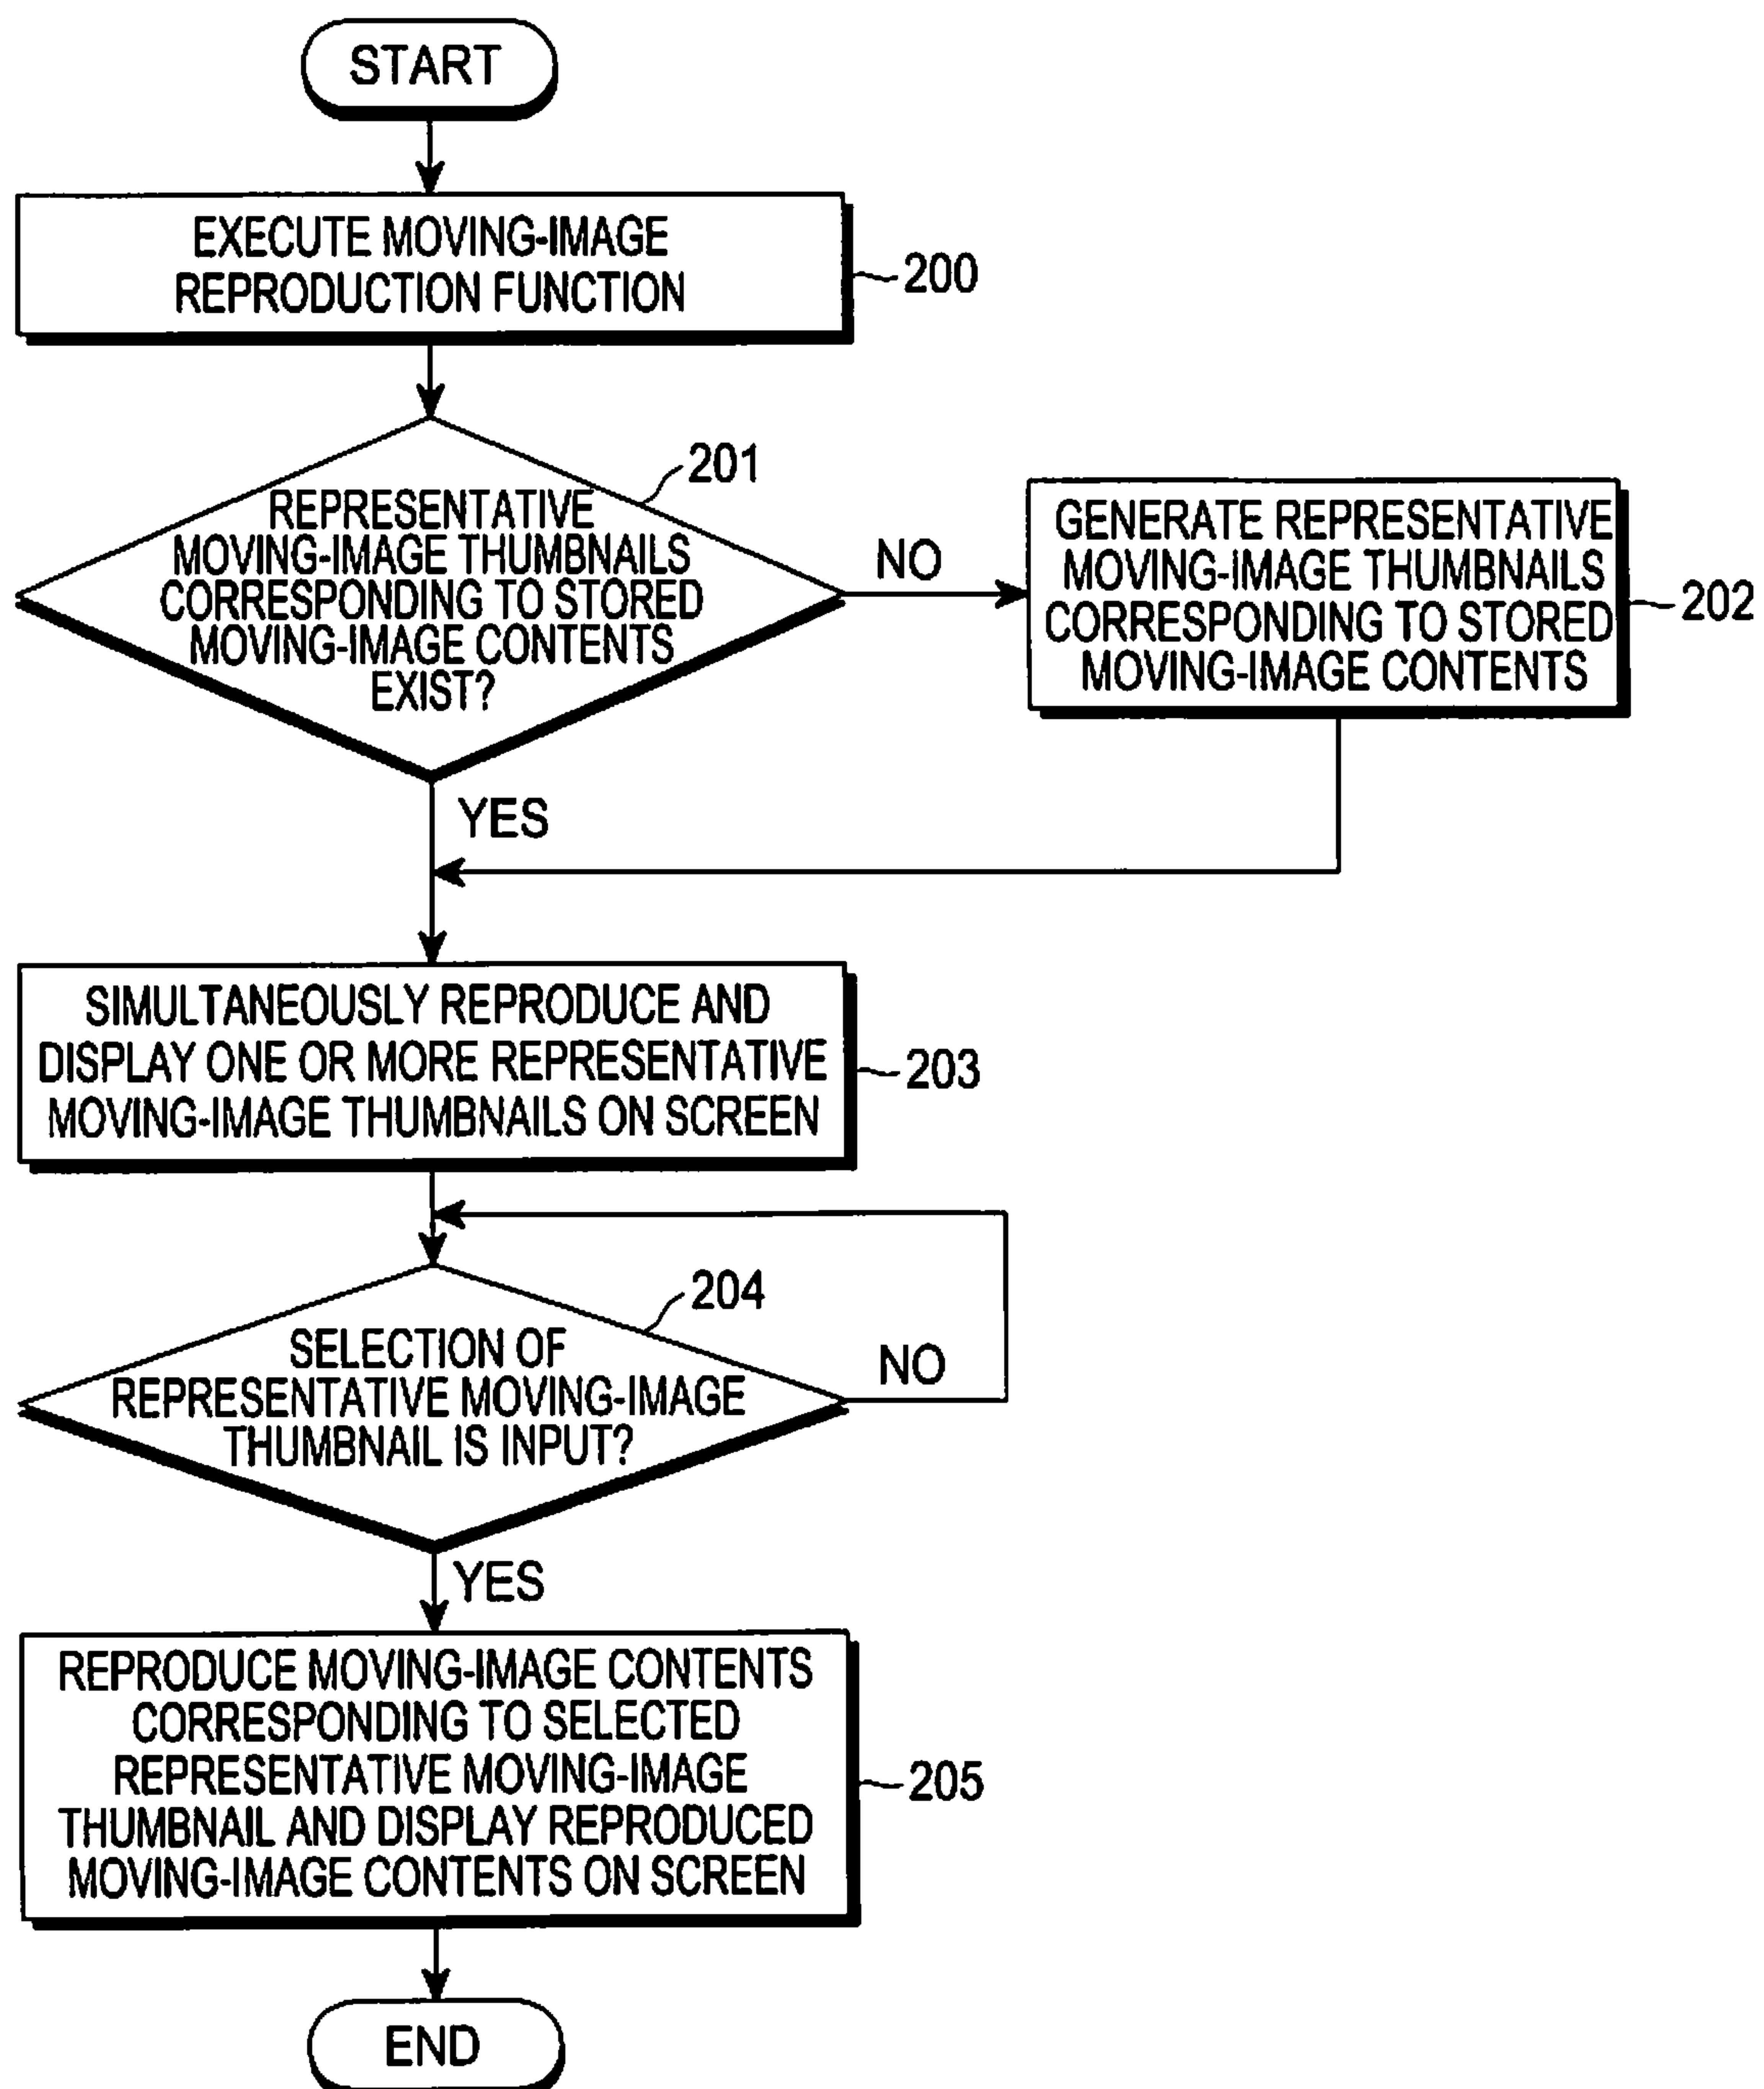 START
EXECUTE MOVING-IMAGE
REPRODUCTION FUNCTION
200
201
REPRESENTATIVE
MOVING-IMAGE THUMBNAILS
CORRESPONDING TO STORED
MOVING-IMAGE CONTENTS
EXIST?
NO
GENERATE REPRESENTATIVE
MOVING-IMAGE THUMBNAILS
CORRESPONDING TO STORED
MOVING-IMAGE CONTENTS
202
YES
SIMULTANEOUSLY REPRODUCE AND
DISPLAY ONE OR MORE REPRESENTATIVE
MOVING-IMAGE THUMBNAILS ON SCREEN
203
204
SELECTION OF
REPRESENTATIVE MOVING-IMAGE
THUMBNAIL IS INPUT?
NO
YES
REPRODUCE MOVING-IMAGE CONTENTS
CORRESPONDING TO SELECTED
REPRESENTATIVE MOVING-IMAGE
THUMBNAIL AND DISPLAY REPRODUCED
MOVING-IMAGE CONTENTS ON SCREEN
205
END